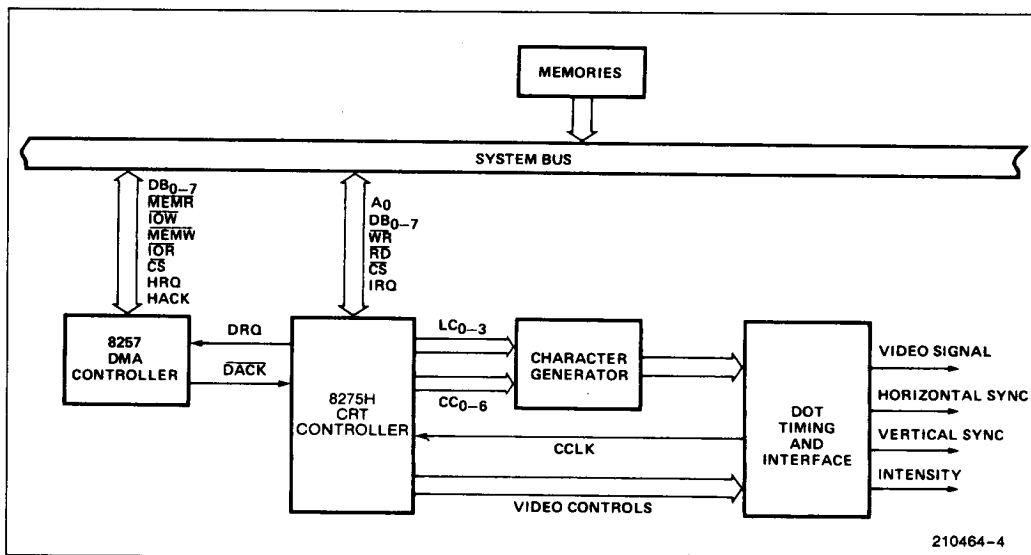 MEMORIES
SYSTEM BUS
DB0–7
MEMR
IOW
MEMW
IOR
CS
HRQ
HACK
A0
DB0–7
WR
RD
CS
IRQ
8257
DMA
CONTROLLER
DRQ
DACK
8275H
CRT
CONTROLLER
LC0–3
CC0–6
CHARACTER
GENERATOR
CCLK
VIDEO CONTROLS
DOT
TIMING
AND
INTERFACE
VIDEO SIGNAL
HORIZONTAL SYNC
VERTICAL SYNC
INTENSITY
210464–4